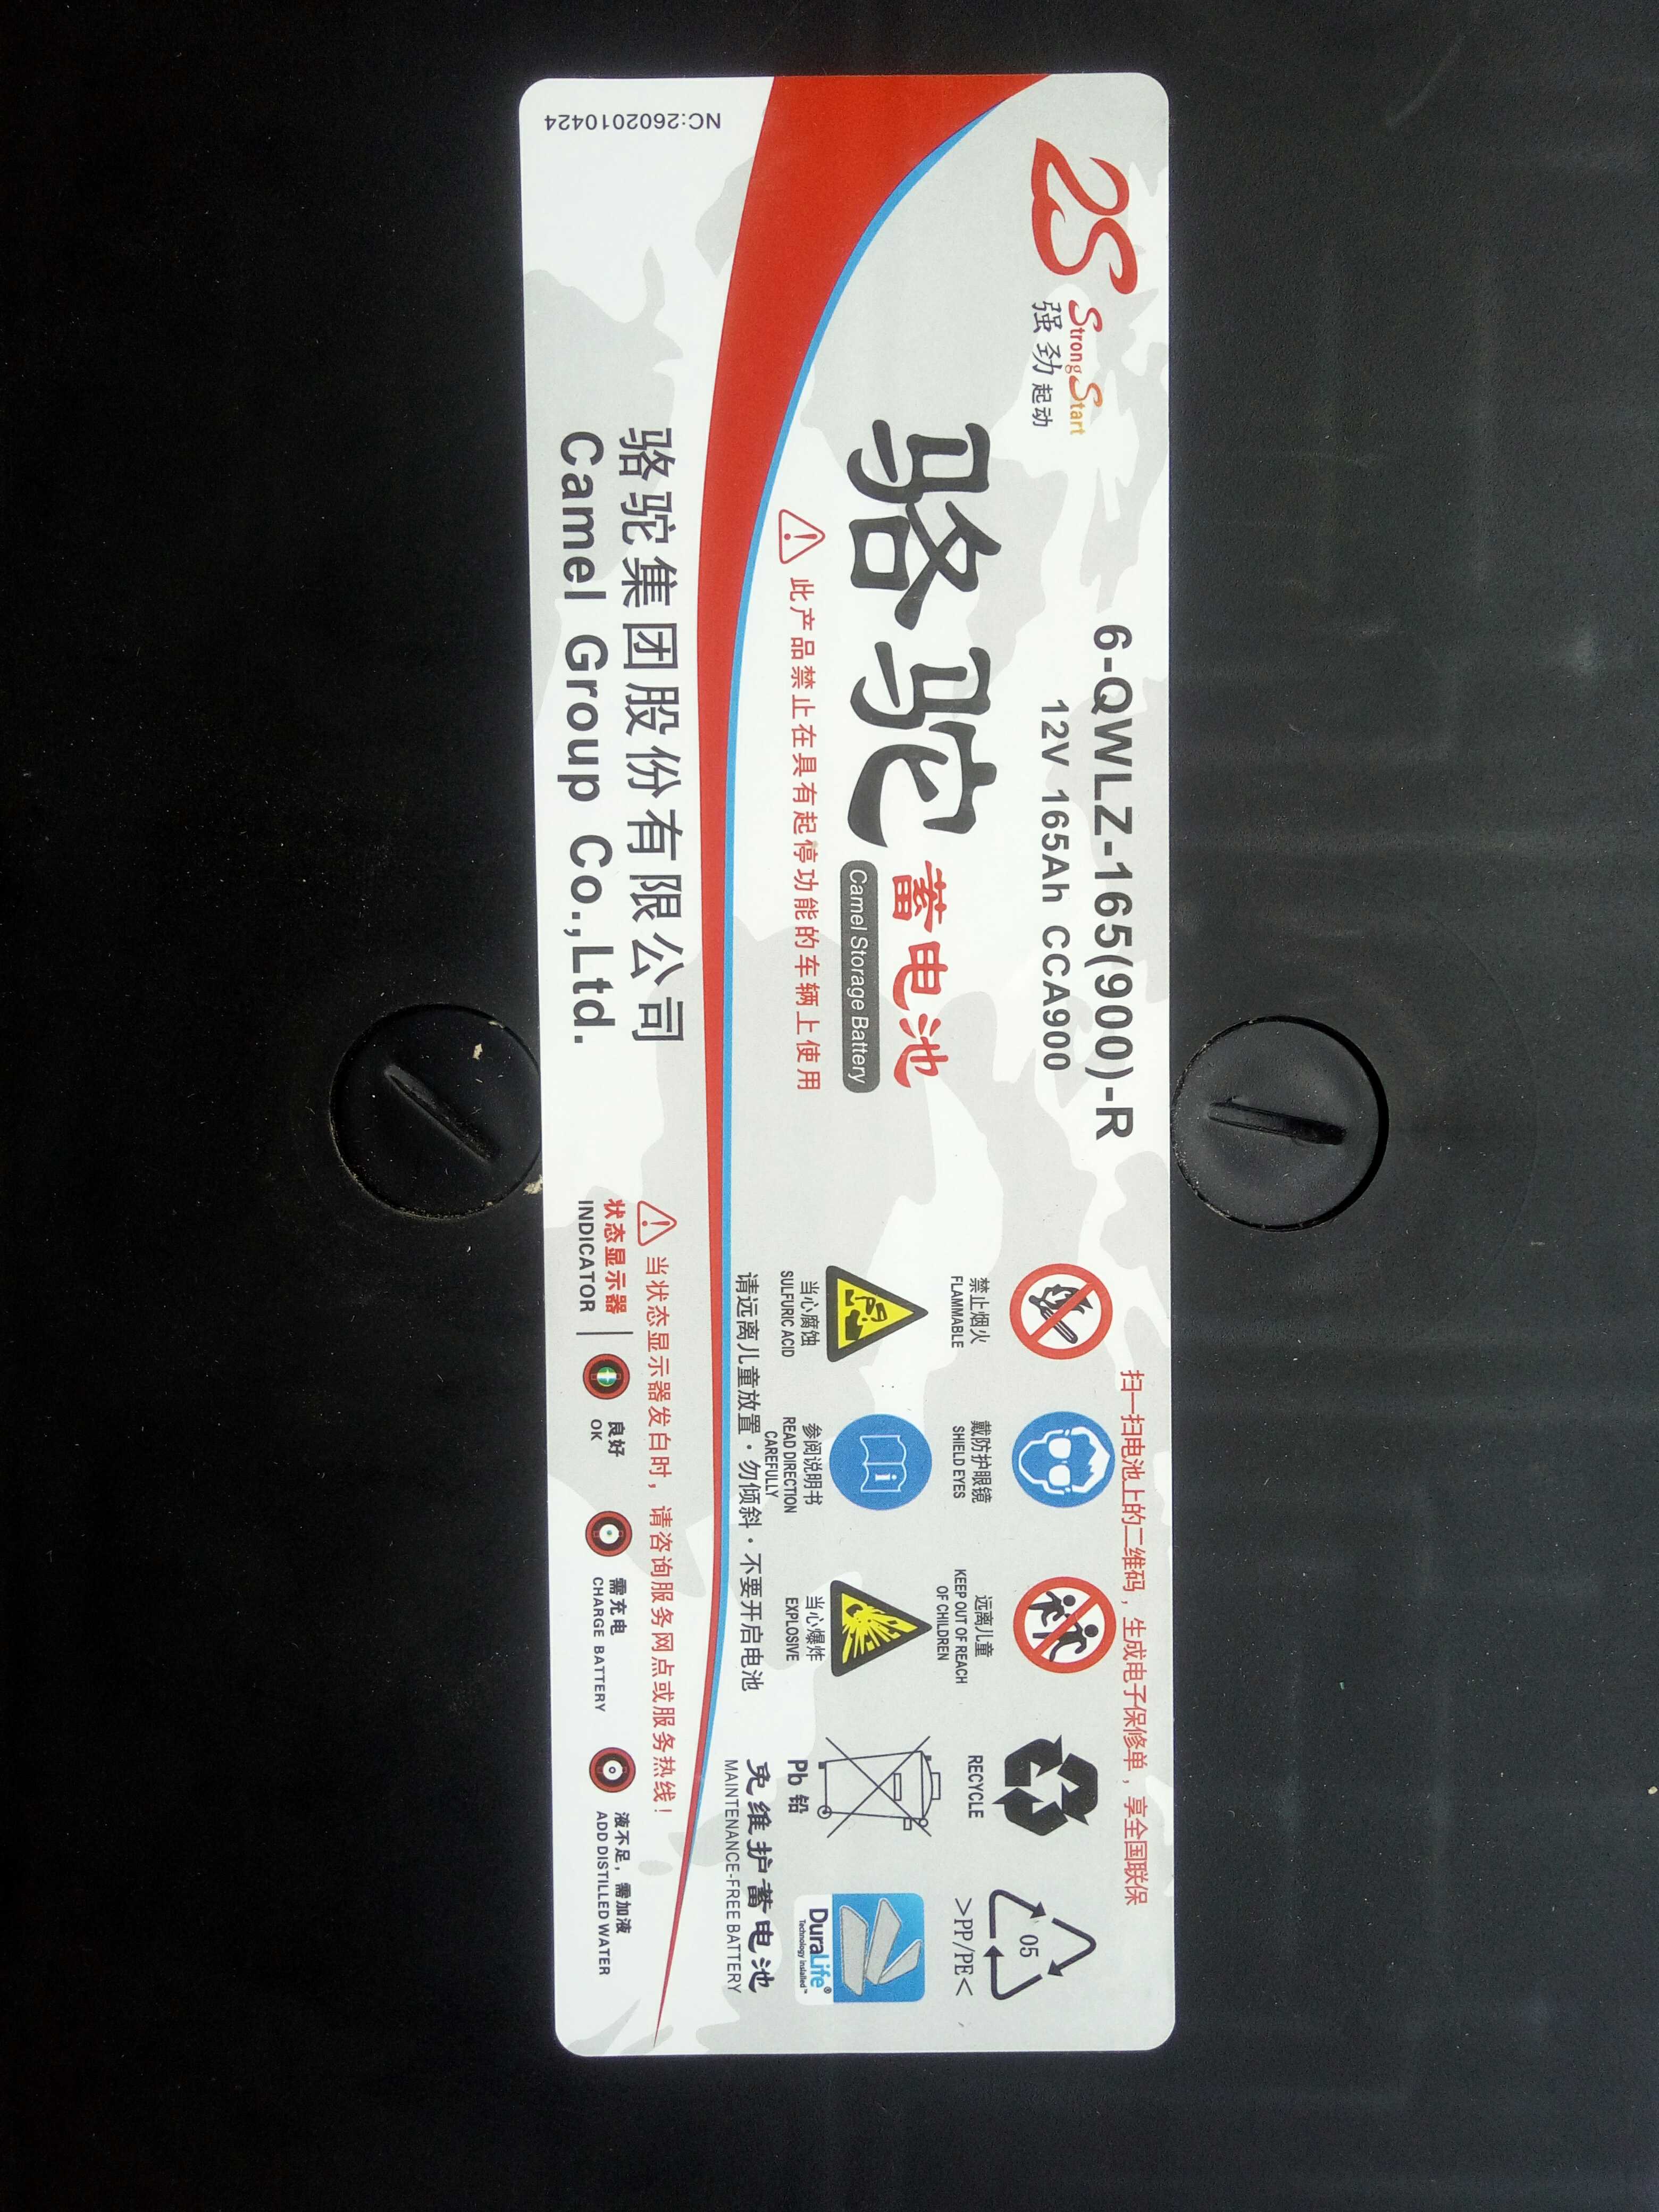 2S
Strong Start
强劲起动
6-QWLZ-165(900)-R
12V 165Ah CCA900
骆驼
蓄电池
Camel Storage Battery
此产品禁止在具有起停功能的车辆上使用
骆驼集团股份有限公司
Camel Group Co.,Ltd.
NC:2602010424
扫一扫电池上的二维码，生成电子保修单，享全国联保
禁止烟火
FLAMMABLE
戴防护眼镜
SHIELD EYES
远离儿童
KEEP OUT OF REACH
OF CHILDREN
RECYCLE
05
>PP/PE<
当心腐蚀
SULFURIC ACID
参阅说明书
READ DIRECTION
CAREFULLY
当心爆炸
EXPLOSIVE
Pb 铅
DuraLife®
Technology Installed™
请远离儿童放置·勿倾斜·不要开启电池
免维护蓄电池
MAINTENANCE-FREE BATTERY
当状态显示器发白时，请咨询服务网点或服务热线！
状态显示器
INDICATOR
良好
OK
需充电
CHARGE BATTERY
液不足，需加液
ADD DISTILLED WATER